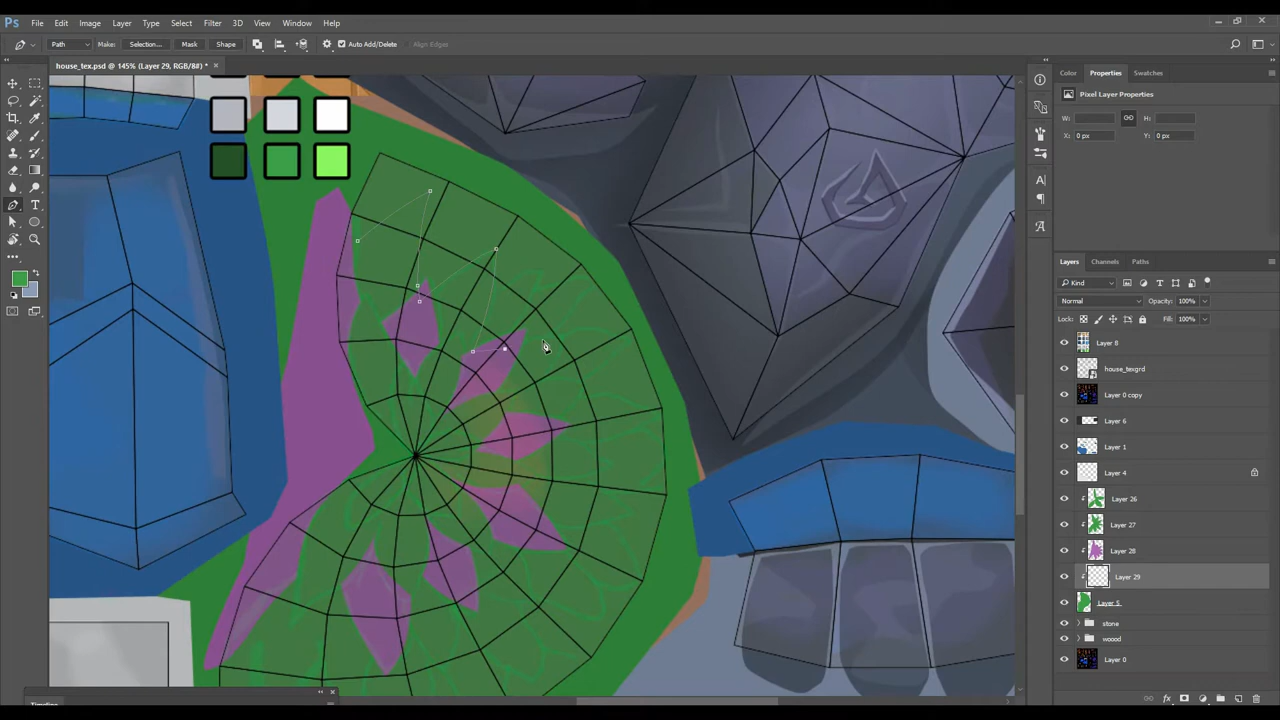 Ps File Edit Image Layer Type Select Filter 3D View Window Help
Path Make: Selection... Mask Shape Auto Add/Delete Align Edges
house_tex.psd @ 145% (Layer 29, RGB/8#) * ×
Color Properties Swatches
Pixel Layer Properties
W: H:
X: 0 px Y: 0 px
Layers Channels Paths
Kind
Normal Opacity: 100%
Lock: Fill: 100%
Layer 8
house_texgrd
Layer 0 copy
Layer 6
Layer 1
Layer 4
Layer 26
Layer 27
Layer 28
Layer 29
Layer 5
stone
woood
Layer 0
Timeline